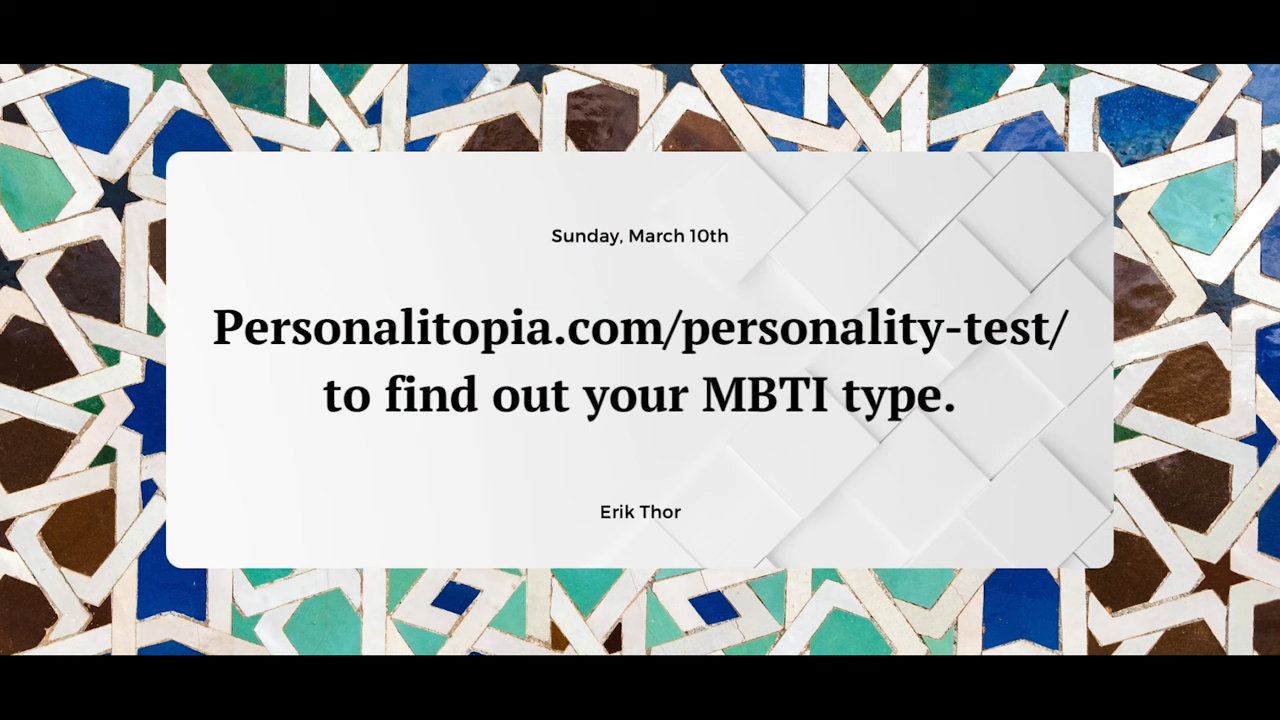 Sunday, March 10th
Personalitopia.com/personality-test/
to find out your MBTI type.
Erik Thor